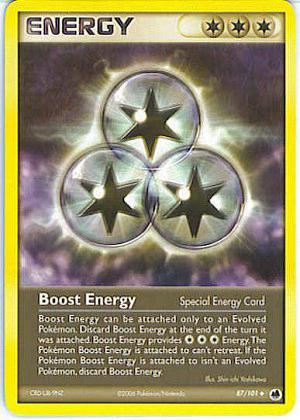 ENERGY
Boost Energy Special Energy Card
Boost Energy can be attached only to an Evolved
Pokémon. Discard Boost Energy at the end of the turn it
was attached. Boost Energy provides Energy. The
Pokémon Boost Energy is attached to can't retreat. If the
Pokémon Boost Energy is attached to isn't an Evolved
Pokémon, discard Boost Energy.
Illus. Shin-ichi Yoshikawa
©2006 Pokémon/Nintendo 87/101